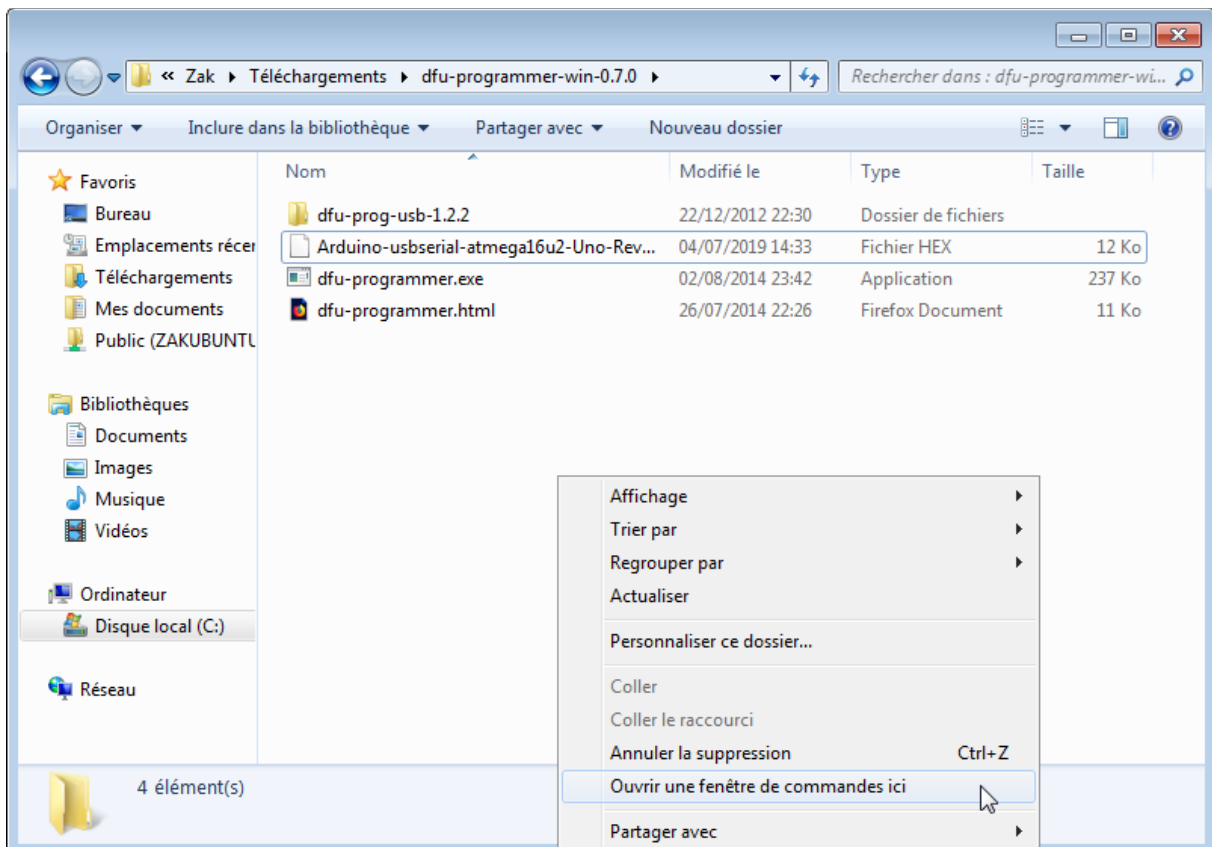 « Zak ▸ Téléchargements ▸ dfu-programmer-win-0.7.0 ▸
Rechercher dans : dfu-programmer-wi...
Organiser Inclure dans la bibliothèque Partager avec Nouveau dossier
Nom Modifié le Type Taille
Favoris
Bureau
Emplacements récer
Téléchargements
Mes documents
Public (ZAKUBUNTU
Bibliothèques
Documents
Images
Musique
Vidéos
Ordinateur
Disque local (C:)
Réseau
dfu-prog-usb-1.2.2 22/12/2012 22:30 Dossier de fichiers
Arduino-usbserial-atmega16u2-Uno-Rev... 04/07/2019 14:33 Fichier HEX 12 Ko
dfu-programmer.exe 02/08/2014 23:42 Application 237 Ko
dfu-programmer.html 26/07/2014 22:26 Firefox Document 11 Ko
Affichage
Trier par
Regrouper par
Actualiser
Personnaliser ce dossier...
Coller
Coller le raccourci
Annuler la suppression Ctrl+Z
Ouvrir une fenêtre de commandes ici
Partager avec
4 élément(s)